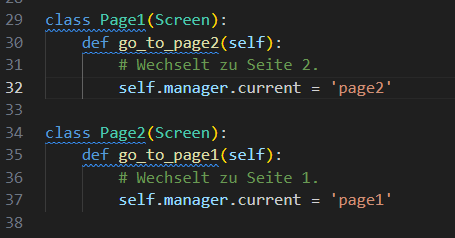 29 class Page1(Screen):
30     def go_to_page2(self):
31         # Wechselt zu Seite 2.
32         self.manager.current = 'page2'
33
34 class Page2(Screen):
35     def go_to_page1(self):
36         # Wechselt zu Seite 1.
37         self.manager.current = 'page1'
38